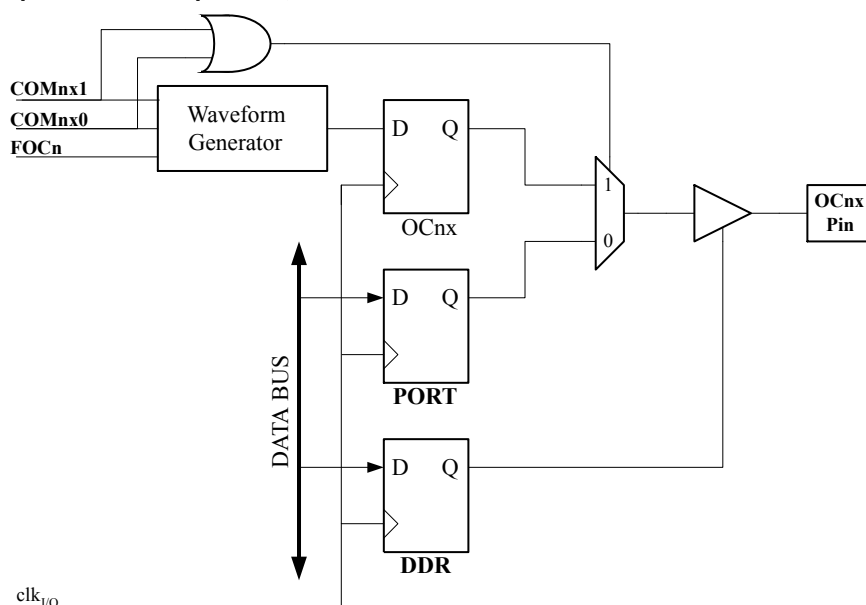 COMnx1
COMnx0
FOCn
Waveform
Generator
D Q
OCnx
1
0
OCnx
Pin
D Q
PORT
DATA BUS
D Q
DDR
clkI/O